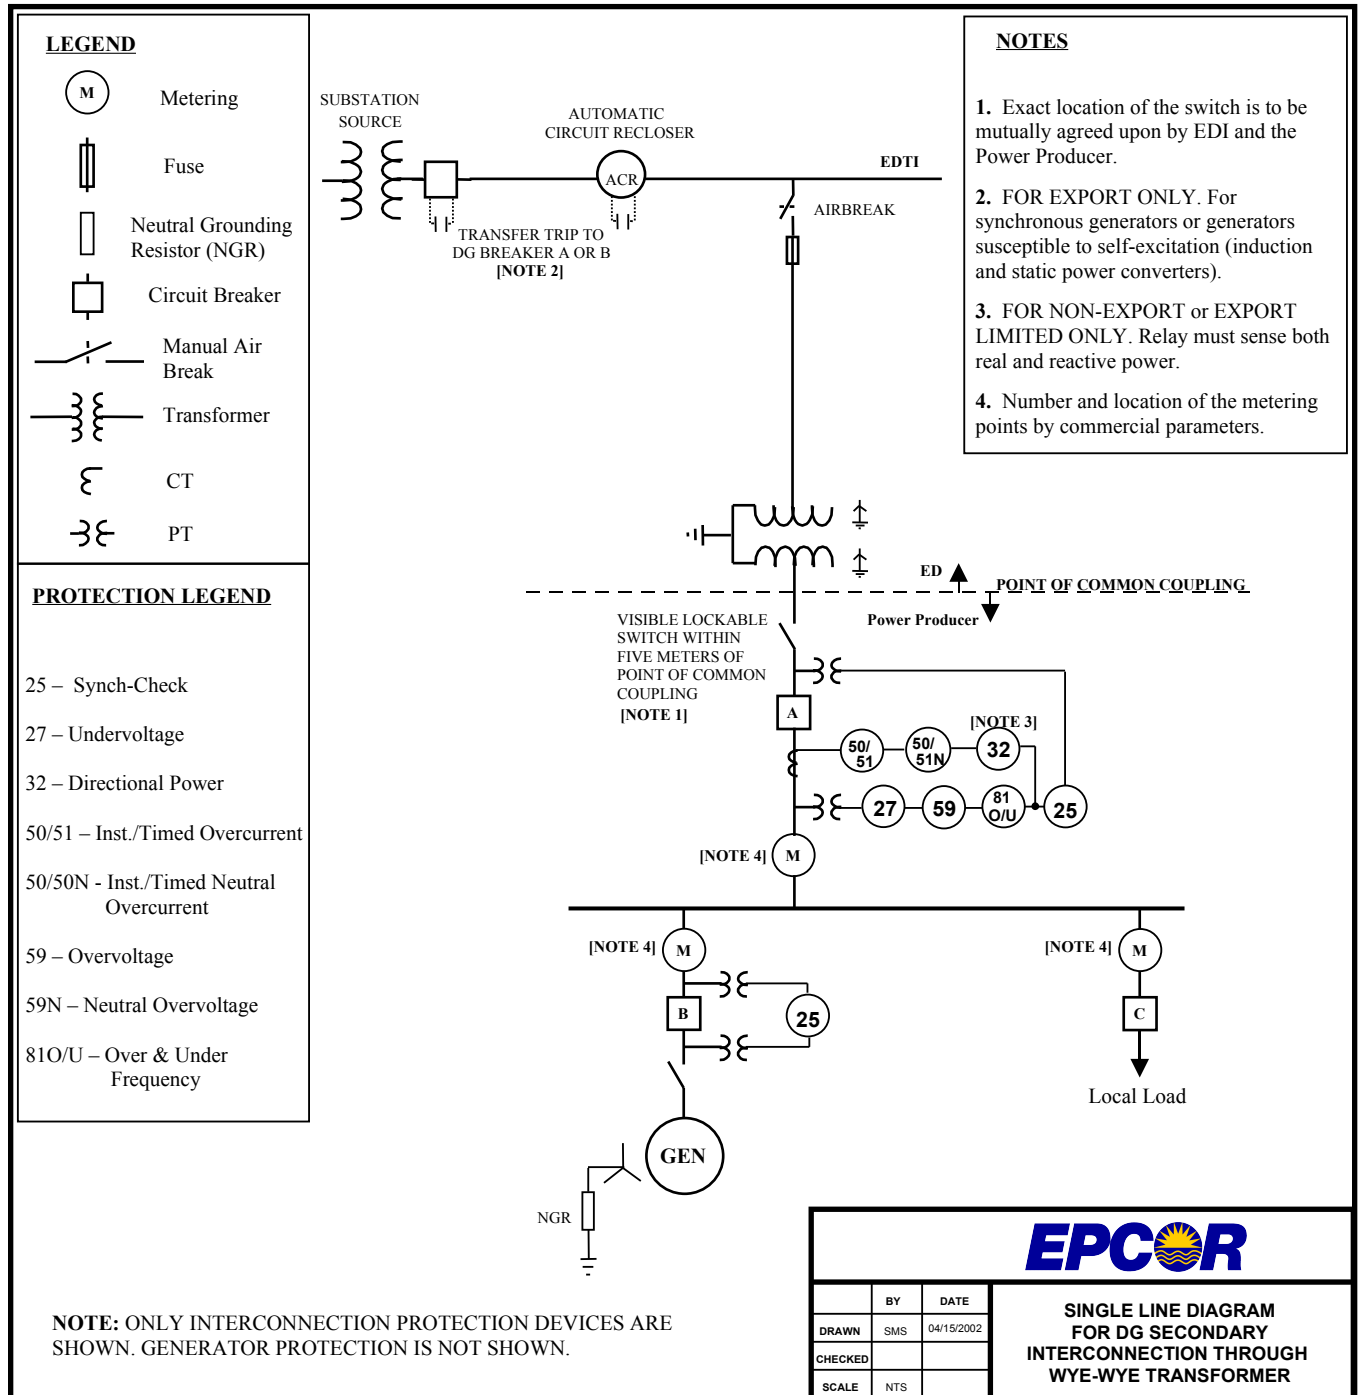 LEGEND
M
Metering
Fuse
Neutral Grounding
Resistor (NGR)
Circuit Breaker
Manual Air
Break
Transformer
CT
PT
PROTECTION LEGEND
25 – Synch-Check
27 – Undervoltage
32 – Directional Power
50/51 – Inst./Timed Overcurrent
50/50N - Inst./Timed Neutral
Overcurrent
59 – Overvoltage
59N – Neutral Overvoltage
81O/U – Over & Under
Frequency
SUBSTATION
SOURCE
AUTOMATIC
CIRCUIT RECLOSER
ACR
EDTI
TRANSFER TRIP TO
DG BREAKER A OR B
[NOTE 2]
AIRBREAK
NOTES
1. Exact location of the switch is to be
mutually agreed upon by EDI and the
Power Producer.
2. FOR EXPORT ONLY. For
synchronous generators or generators
susceptible to self-excitation (induction
and static power converters).
3. FOR NON-EXPORT or EXPORT
LIMITED ONLY. Relay must sense both
real and reactive power.
4. Number and location of the metering
points by commercial parameters.
ED
POINT OF COMMON COUPLING
Power Producer
VISIBLE LOCKABLE
SWITCH WITHIN
FIVE METERS OF
POINT OF COMMON
COUPLING
[NOTE 1]
A
[NOTE 3]
50/
51
50/
51N
32
27
59
81
O/U
25
[NOTE 4]
M
[NOTE 4]
M
[NOTE 4]
M
B
25
C
Local Load
GEN
NGR
NOTE: ONLY INTERCONNECTION PROTECTION DEVICES ARE
SHOWN. GENERATOR PROTECTION IS NOT SHOWN.
EPCOR
BY
DATE
DRAWN
SMS
04/15/2002
CHECKED
SCALE
NTS
SINGLE LINE DIAGRAM
FOR DG SECONDARY
INTERCONNECTION THROUGH
WYE-WYE TRANSFORMER